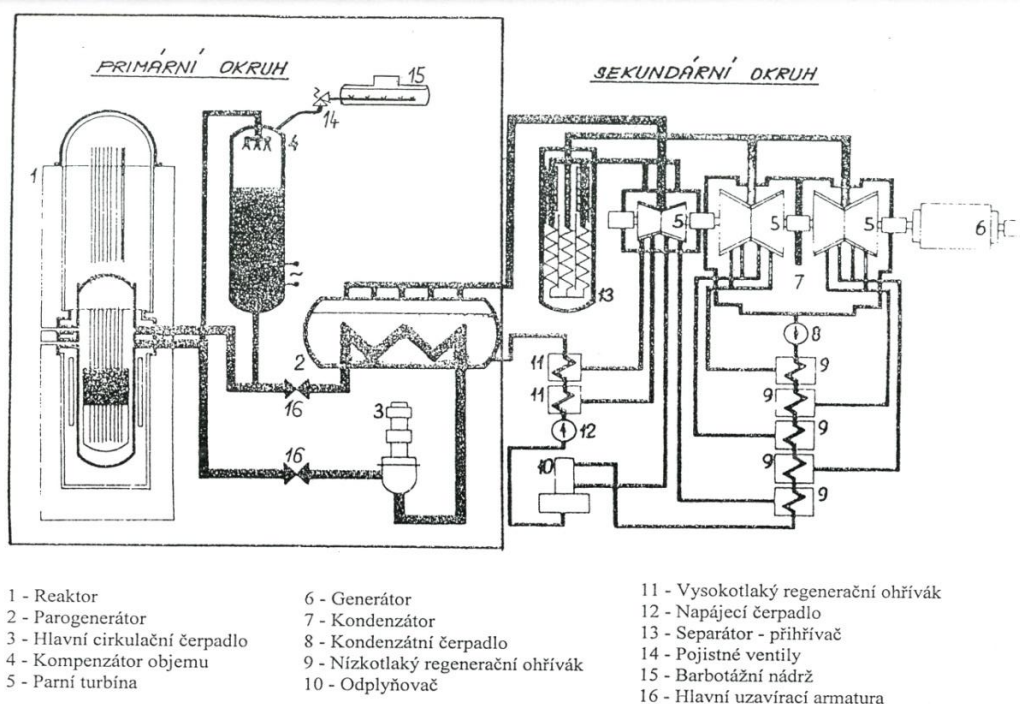 PRIMÁRNÍ OKRUH
SEKUNDÁRNÍ OKRUH
15
14
4
1
5
5
5
6
13
7
8
2
11
9
16
11
9
3
12
9
16
10
9
9
1 - Reaktor
2 - Parogenerátor
3 - Hlavní cirkulační čerpadlo
4 - Kompenzátor objemu
5 - Parní turbína
6 - Generátor
7 - Kondenzátor
8 - Kondenzátní čerpadlo
9 - Nízkotlaký regenerační ohřívák
10 - Odplyňovač
11 - Vysokotlaký regenerační ohřívák
12 - Napájecí čerpadlo
13 - Separátor - přihřívač
14 - Pojistné ventily
15 - Barbotážní nádrž
16 - Hlavní uzavírací armatura